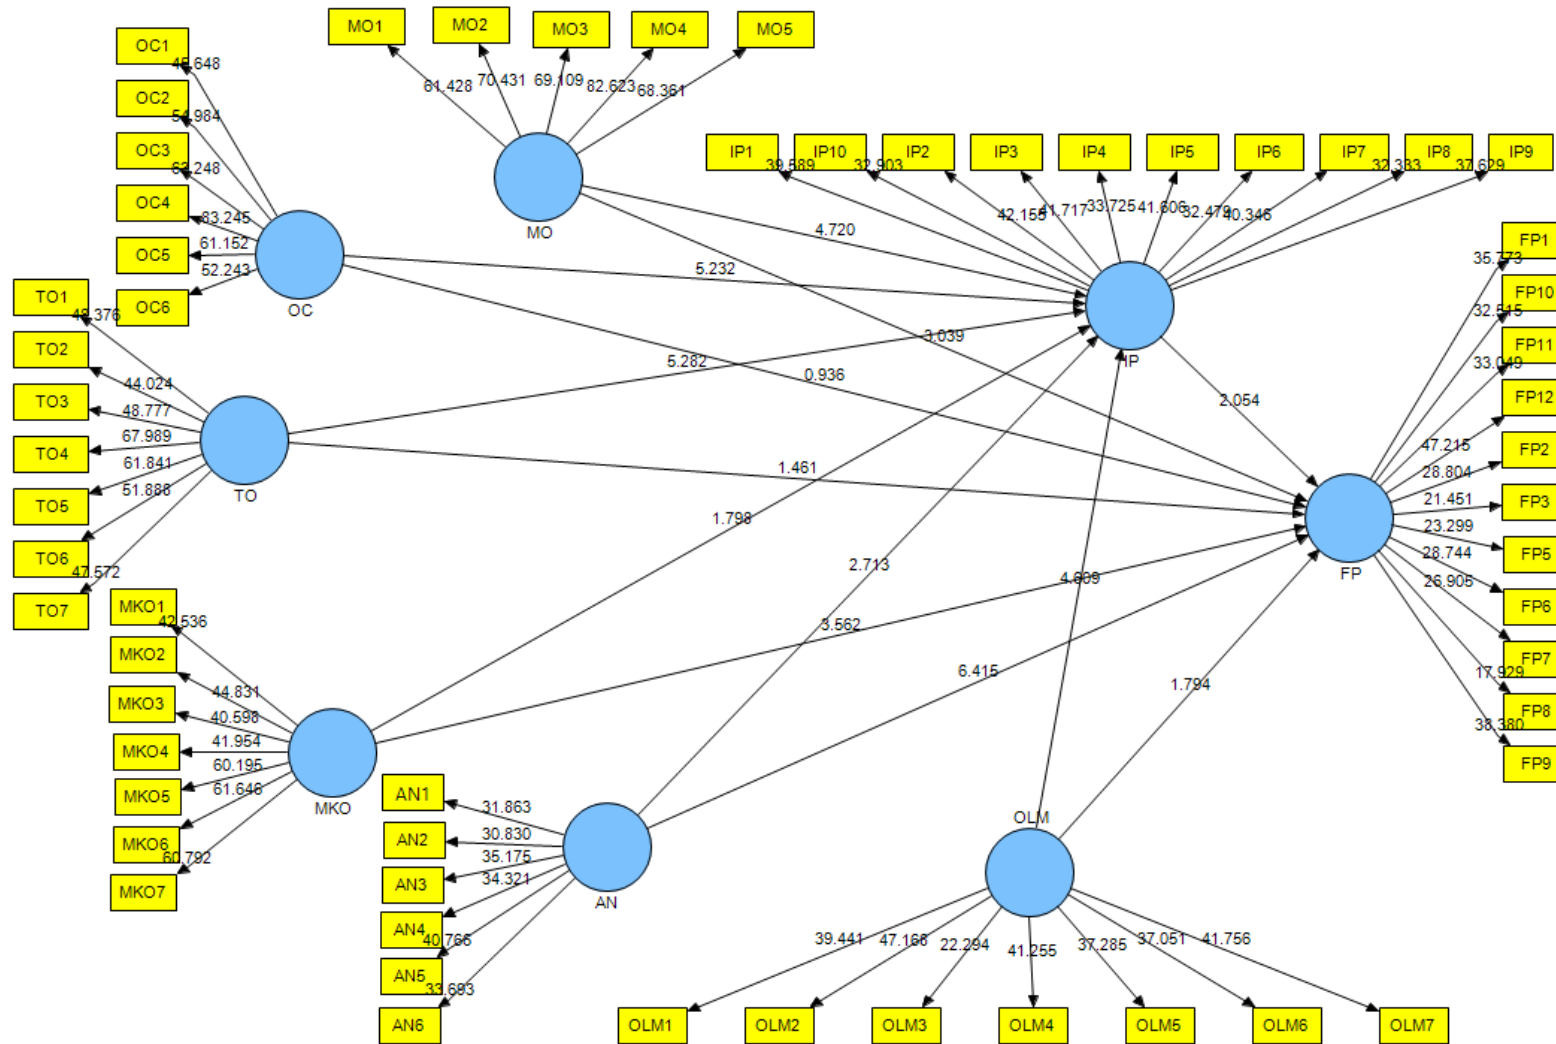 MO1 MO2 MO3 MO4 MO5
61.428 70.431 69.109 82.623 68.361
MO
OC1
OC2
OC3
OC4
OC5
OC6
54.984
83.245
61.152
52.243
OC
IP1 IP10 IP2 IP3 IP4 IP5 IP6 IP7 IP8 IP9
39.589 32.903 42.155 41.717 33.725 41.606 32.479 40.346 32.333 37.629
IP
4.720
5.232
3.039
5.282
0.936
2.054
1.461
1.798
2.713
4.609
3.562
6.415
1.794
TO1
TO2
TO3
TO4
TO5
TO6
TO7
48.376
44.024
48.777
67.989
61.841
51.886
47.572
TO
FP1
FP10
FP11
FP12
FP2
FP3
FP5
FP6
FP7
FP8
FP9
35.773
32.515
33.049
47.215
28.804
21.451
23.299
28.744
26.905
17.929
38.380
FP
MKO1
MKO2
MKO3
MKO4
MKO5
MKO6
MKO7
42.536
44.831
40.598
41.954
60.195
61.646
60.792
MKO
AN1
AN2
AN3
AN4
AN5
AN6
31.863
30.830
35.175
34.321
40.766
33.693
AN
OLM
39.441 47.166 22.294 41.255 37.285 37.051 41.756
OLM1 OLM2 OLM3 OLM4 OLM5 OLM6 OLM7